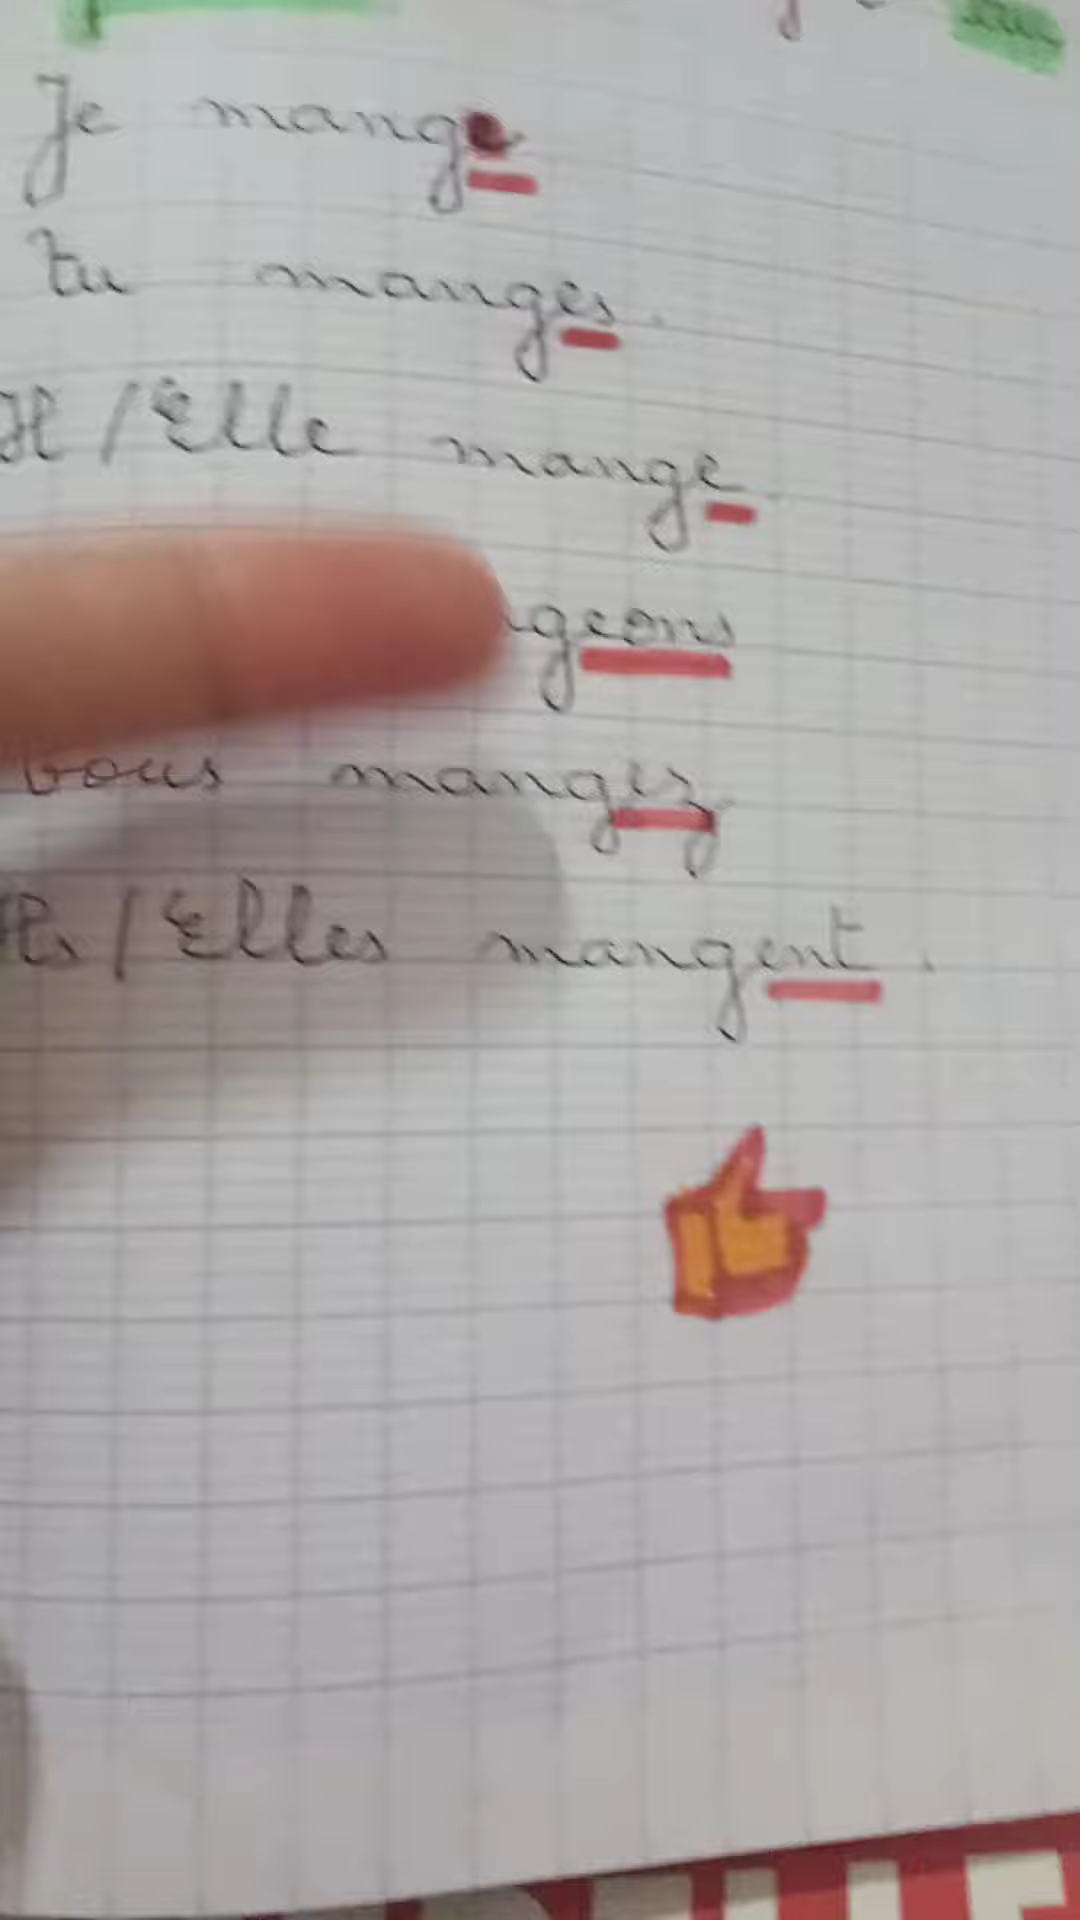 Je mange
tu manges.
Il / Elle mange.
geons
vous mangez
Ils / Elles mangent.